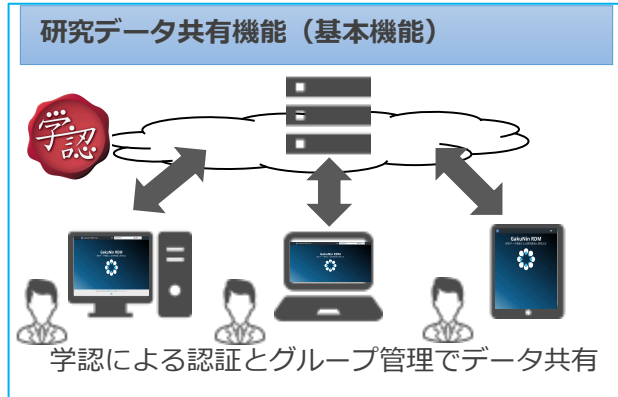 研究データ共有機能（基本機能）
学認
GakuNin RDM
GakuNin RDM
GakuNin RDM
学認による認証とグループ管理でデータ共有